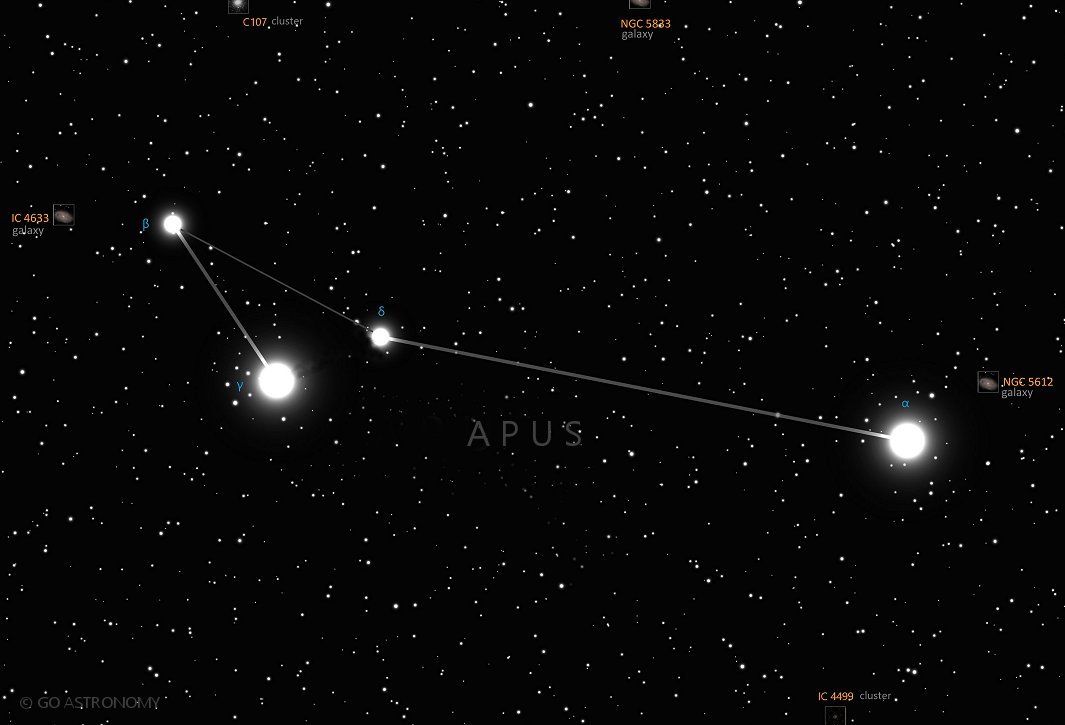 C107 cluster
NGC 5833
galaxy
IC 4633
galaxy
β
δ
γ
NGC 5612
galaxy
α
APUS
IC 4499 cluster
© GO ASTRONOMY